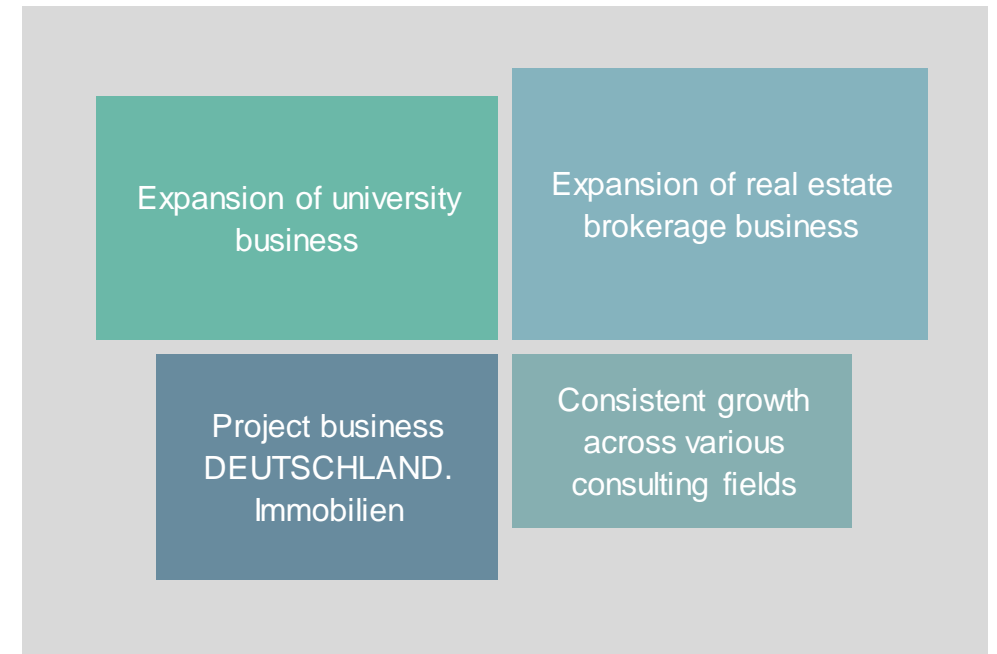 Expansion of university
business
Expansion of real estate
brokerage business
Project business
DEUTSCHLAND.
Immobilien
Consistent growth
across various
consulting fields